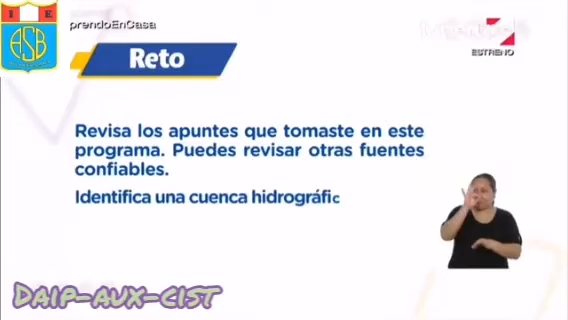 I E
ASB
prendoEnCasa
ESTRENO
Reto
Revisa los apuntes que tomaste en este
programa. Puedes revisar otras fuentes
confiables.
Identifica una cuenca hidrográfic
DAIP-AUX-CIST